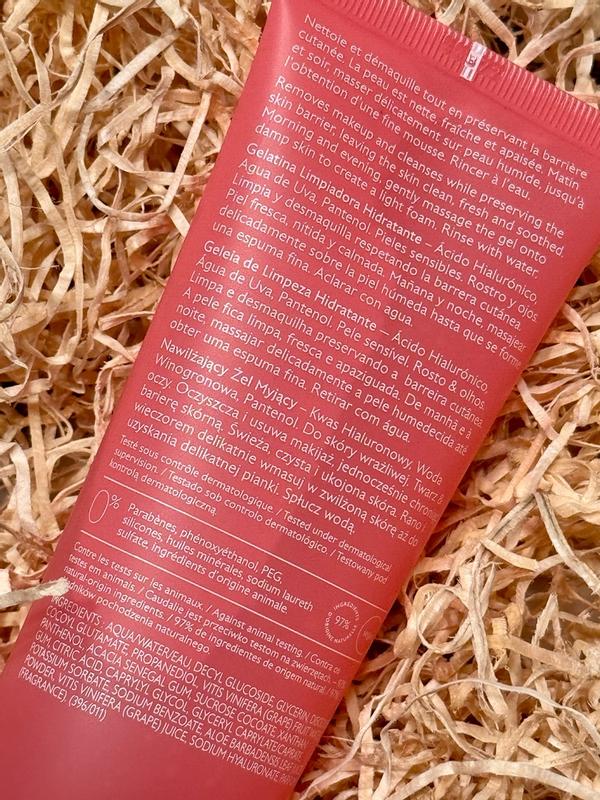 Nettoie et démaquille tout en préservant la barrière
cutanée. La peau est nette, fraîche et apaisée. Matin
et soir, masser délicatement sur peau humide, jusqu'à
l'obtention d'une fine mousse. Rincer à l'eau.
Removes makeup and cleanses while preserving the
skin barrier, leaving the skin clean, fresh and soothed
Morning and evening gently massage the gel onto
damp skin to create a light foam. Rinse with water.
Gelatina Limpiadora Hidratante – Ácido Hialurónico,
Agua de Uva, Pantenol. Pieles sensibles, Rostro y ojos
Limpia y desmaquilla respetando la barrera cutánea.
Piel fresca, nítida y calmada. Mañana y noche, masajear
delicadamente sobre la piel húmeda hasta que se forme
una espuma fina. Aclarar con agua.
Geleia de Limpeza Hidratante – Ácido Hialurónico,
Água de Uva, Pantenol. Pele sensível, Rosto & olhos.
Limpa e desmaquilha preservando a barreira cutânea.
A pele fica limpa, fresca e apaziguada. De manhã e à
noite, massajar delicadamente a pele humedecida até
obter uma espuma fina. Retirar com água.
Nawilżający Żel Myjący – Kwas Hialuronowy, Woda
Winogronowa, Pantenol. Do skóry wrażliwej, Twarz &
oczy. Oczyszcza i usuwa makijaż, jednocześnie chroniąc
barierę skórną. Świeża, czysta i ukojona skóra. Rano i
wieczorem delikatnie wmasuj w zwilżoną skórę aż do
uzyskania delikatnej pianki. Spłucz wodą.
Testé sous contrôle dermatologique / Tested under dermatological
supervision. / Testado sob controlo dermatológico / Testowany pod
kontrolą dermatologiczną.
0%
Parabènes, phénoxyéthanol, PEG,
silicones, huiles minérales, sodium laureth
sulfate, Ingrédients d'origine animale.
97%
Contre les tests sur les animaux. / Against animal testing. / Contra os
testes em animais. / Caudalie jest przeciwko testom na zwierzętach.
natural-origin ingredients. / 97% de ingredientes de origem natural
składników pochodzenia naturalnego.
INGREDIENTS: AQUA/WATER/EAU, DECYL GLUCOSIDE, GLYCERIN, DISODIUM
COCOYL GLUTAMATE, PROPANEDIOL, VITIS VINIFERA (GRAPE) FRUIT WATER,
PANTHENOL, ACACIA SENEGAL GUM, SUCROSE COCOATE, XANTHAN
GUM, CITRIC ACID, CAPRYLYL GLYCOL, GLYCERYL CAPRYLATE/CAPRATE,
POTASSIUM SORBATE, SODIUM BENZOATE, ALOE BARBADENSIS LEAF JUICE
POWDER, VITIS VINIFERA (GRAPE) JUICE, SODIUM HYALURONATE, PARFUM
(FRAGRANCE). (396/011)